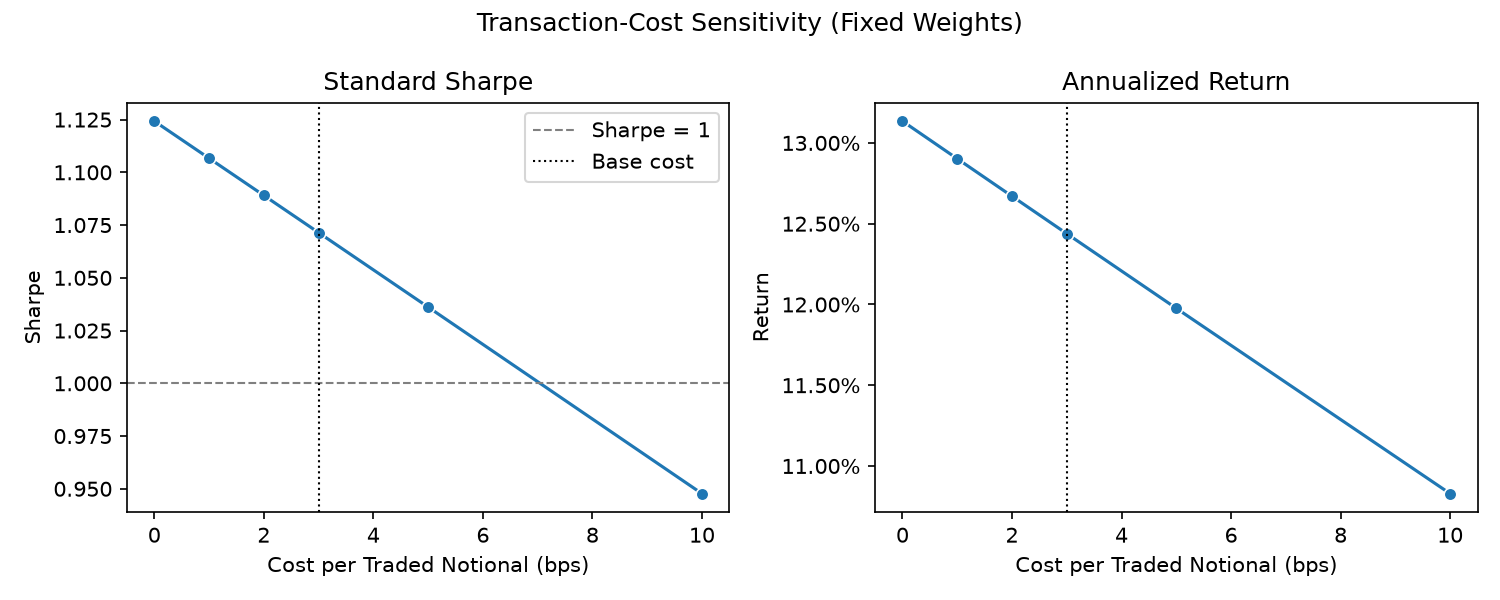 Transaction-Cost Sensitivity (Fixed Weights)
Standard Sharpe
1.125
1.100
1.075
1.050
1.025
1.000
0.975
0.950
Sharpe
Sharpe = 1
Base cost
0 2 4 6 8 10
Cost per Traded Notional (bps)
Annualized Return
13.00%
12.50%
12.00%
11.50%
11.00%
Return
0 2 4 6 8 10
Cost per Traded Notional (bps)